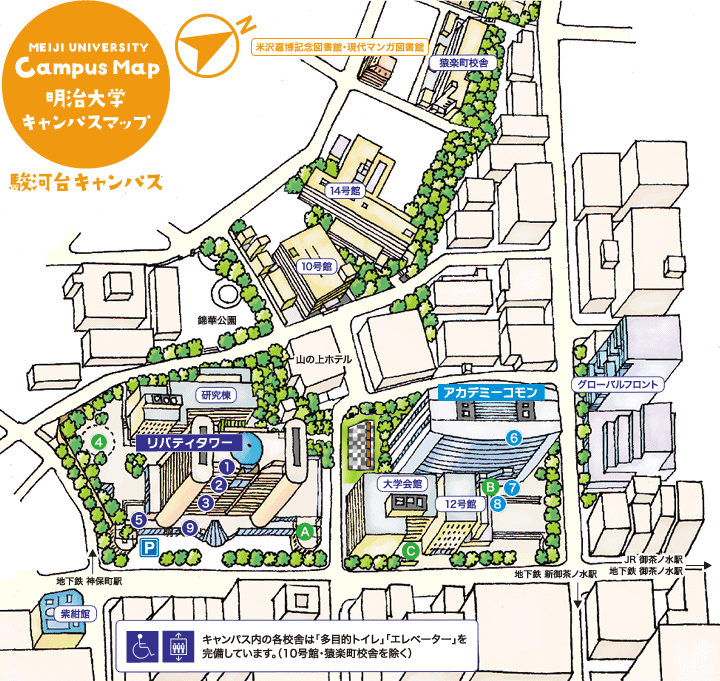 MEIJI UNIVERSITY
Campus Map
明治大学
キャンパスマップ
駿河台キャンパス
N
米沢嘉博記念図書館・現代マンガ図書館
猿楽町校舎
14号館
10号館
錦華公園
山の上ホテル
研究棟
グローバルフロント
アカデミーコモン
リバティタワー
4
6
1
2
3
大学会館
B
7
8
12号館
5
9
A
P
C
JR 御茶ノ水駅
地下鉄 御茶ノ水駅
地下鉄 新御茶ノ水駅
地下鉄 神保町駅
紫紺館
キャンパス内の各校舎は「多目的トイレ」「エレベーター」を
完備しています。（10号館・猿楽町校舎を除く）